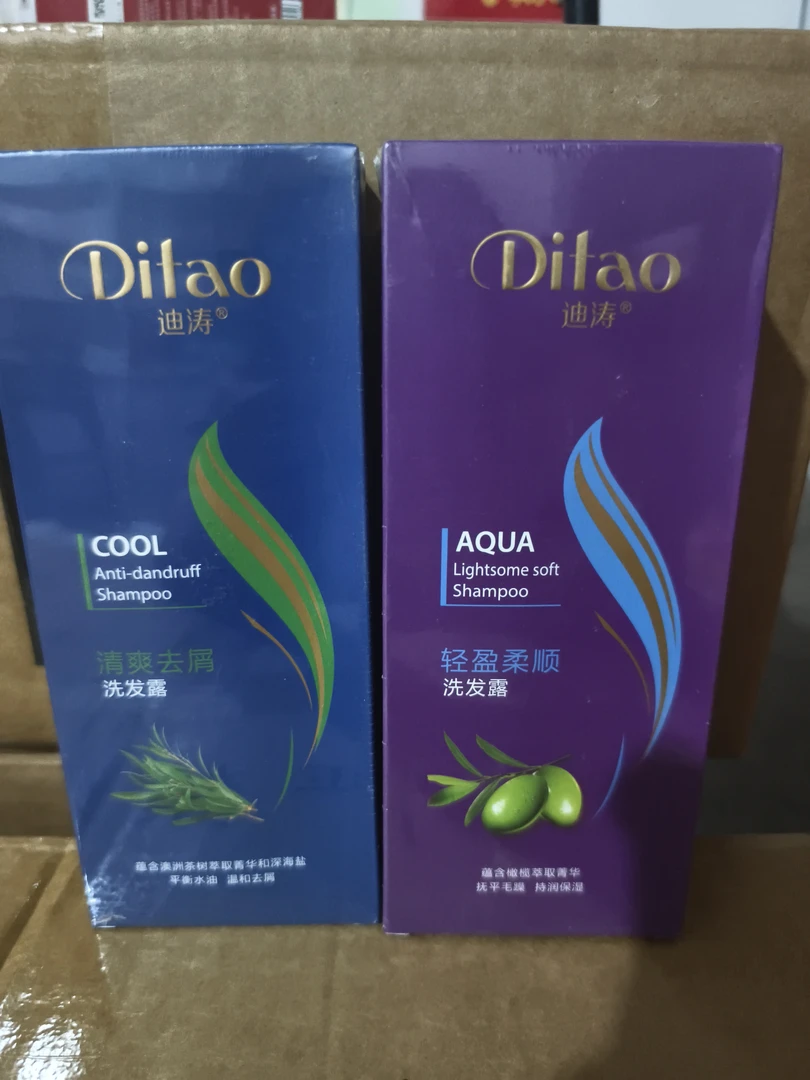 Ditao
迪涛®
COOL
Anti-dandruff
Shampoo
清爽去屑
洗发露
蕴含澳洲茶树萃取菁华和深海盐
平衡水油 温和去屑
Ditao
迪涛®
AQUA
Lightsome soft
Shampoo
轻盈柔顺
洗发露
蕴含橄榄萃取菁华
抚平毛躁 持润保湿